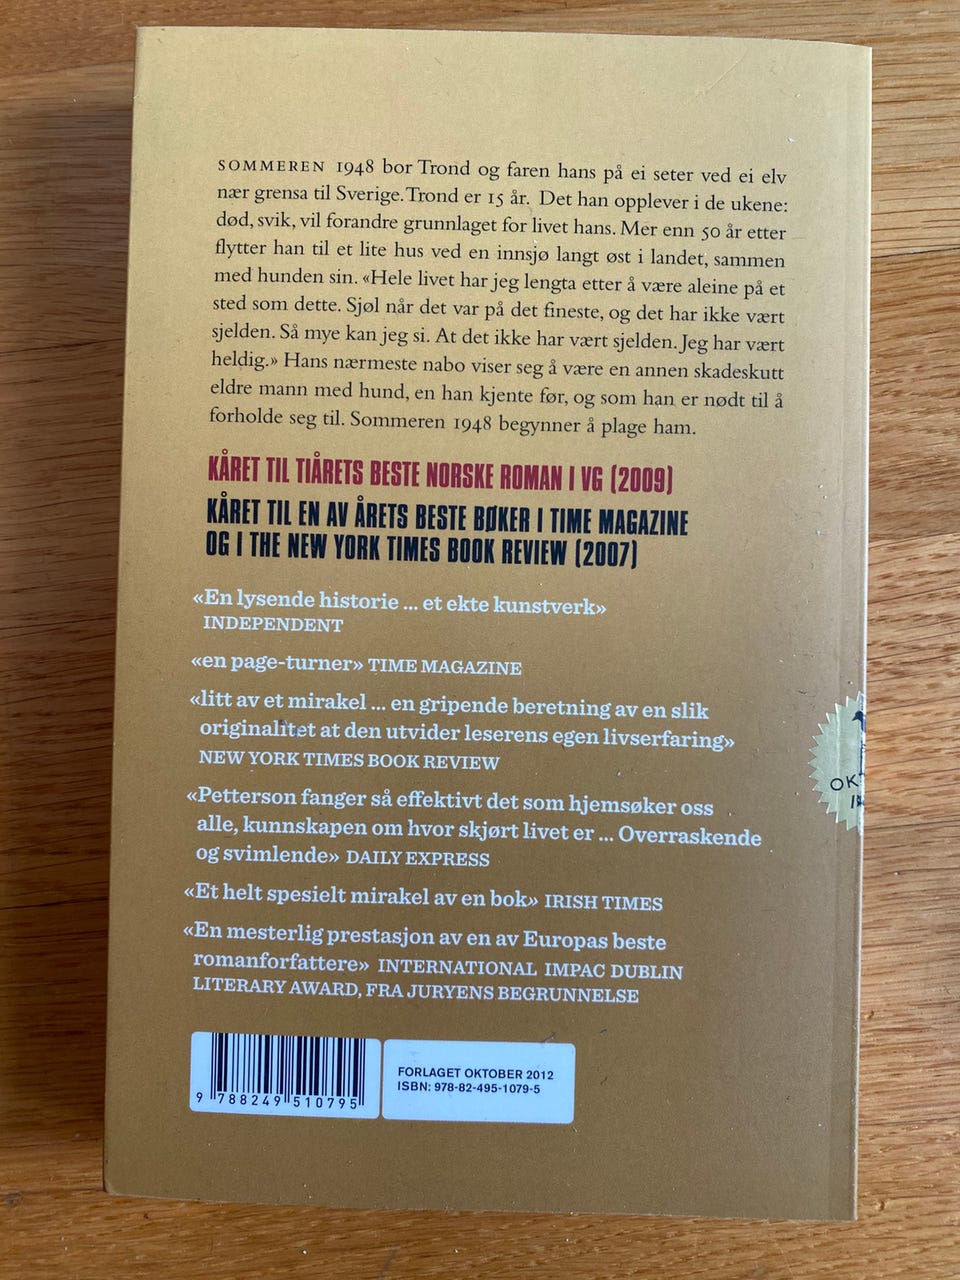 SOMMEREN 1948 bor Trond og faren hans på ei seter ved ei elv
nær grensa til Sverige. Trond er 15 år. Det han opplever i de ukene:
død, svik, vil forandre grunnlaget for livet hans. Mer enn 50 år etter
flytter han til et lite hus ved en innsjø langt øst i landet, sammen
med hunden sin. «Hele livet har jeg lengta etter å være aleine på et
sted som dette. Sjøl når det var på det fineste, og det har ikke vært
sjelden. Så mye kan jeg si. At det ikke har vært sjelden. Jeg har vært
heldig.» Hans nærmeste nabo viser seg å være en annen skadeskutt
eldre mann med hund, en han kjente før, og som han er nødt til å
forholde seg til. Sommeren 1948 begynner å plage ham.
KÅRET TIL TIÅRETS BESTE NORSKE ROMAN I VG (2009)
KÅRET TIL EN AV ÅRETS BESTE BØKER I TIME MAGAZINE
OG I THE NEW YORK TIMES BOOK REVIEW (2007)
«En lysende historie ... et ekte kunstverk»
INDEPENDENT
«en page-turner» TIME MAGAZINE
«litt av et mirakel ... en gripende beretning av en slik
originalitet at den utvider leserens egen livserfaring»
NEW YORK TIMES BOOK REVIEW
«Petterson fanger så effektivt det som hjemsøker oss
alle, kunnskapen om hvor skjørt livet er ... Overraskende
og svimlende» DAILY EXPRESS
«Et helt spesielt mirakel av en bok» IRISH TIMES
«En mesterlig prestasjon av en av Europas beste
romanforfattere» INTERNATIONAL IMPAC DUBLIN
LITERARY AWARD, FRA JURYENS BEGRUNNELSE
9 788249 510795
FORLAGET OKTOBER 2012
ISBN: 978-82-495-1079-5
OK